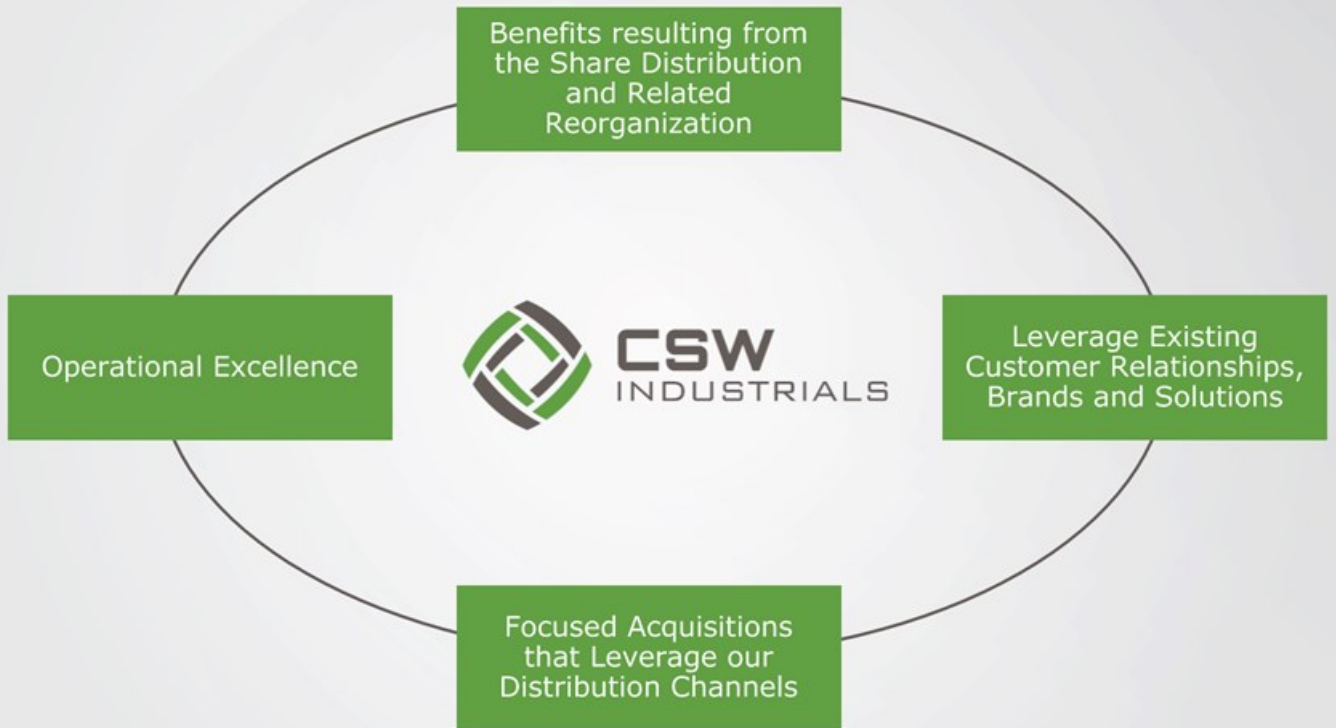 Benefits resulting from
the Share Distribution
and Related
Reorganization
Operational Excellence
CSW
INDUSTRIALS
Leverage Existing
Customer Relationships,
Brands and Solutions
Focused Acquisitions
that Leverage our
Distribution Channels